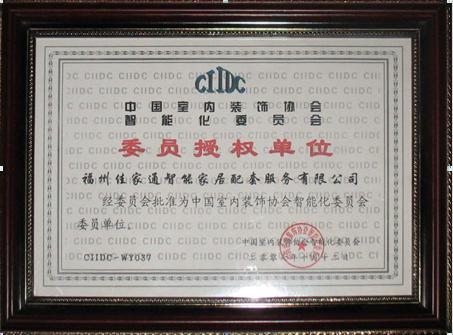 CIIDC
中国室内装饰协会
智能化委员会
委员授权单位
福州佳家通智能家居配套服务有限公司
经委员会批准为中国室内装饰协会智能化委员会
委员单位。
中国室内装饰协会智能化委员会
CIIDC-WY037